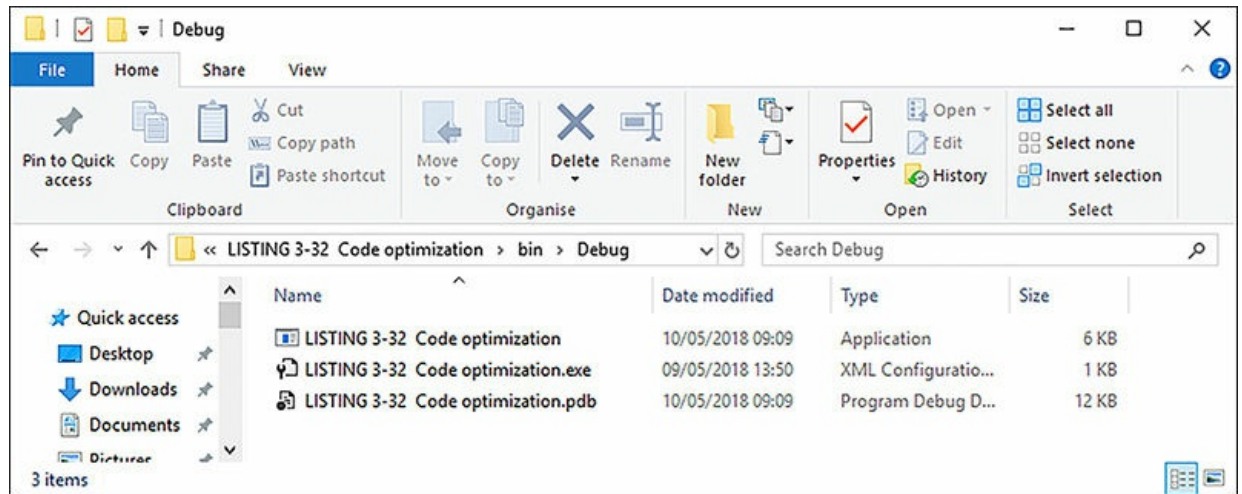 Debug
File Home Share View
Pin to Quick access
Copy
Paste
Cut
Copy path
Paste shortcut
Clipboard
Move to
Copy to
Delete
Rename
Organise
New folder
New
Properties
Open
Edit
History
Open
Select all
Select none
Invert selection
Select
« LISTING 3-32 Code optimization > bin > Debug
Search Debug
Quick access
Desktop
Downloads
Documents
Pictures
Name Date modified Type Size
LISTING 3-32 Code optimization 10/05/2018 09:09 Application 6 KB
LISTING 3-32 Code optimization.exe 09/05/2018 13:50 XML Configuratio... 1 KB
LISTING 3-32 Code optimization.pdb 10/05/2018 09:09 Program Debug D... 12 KB
3 items